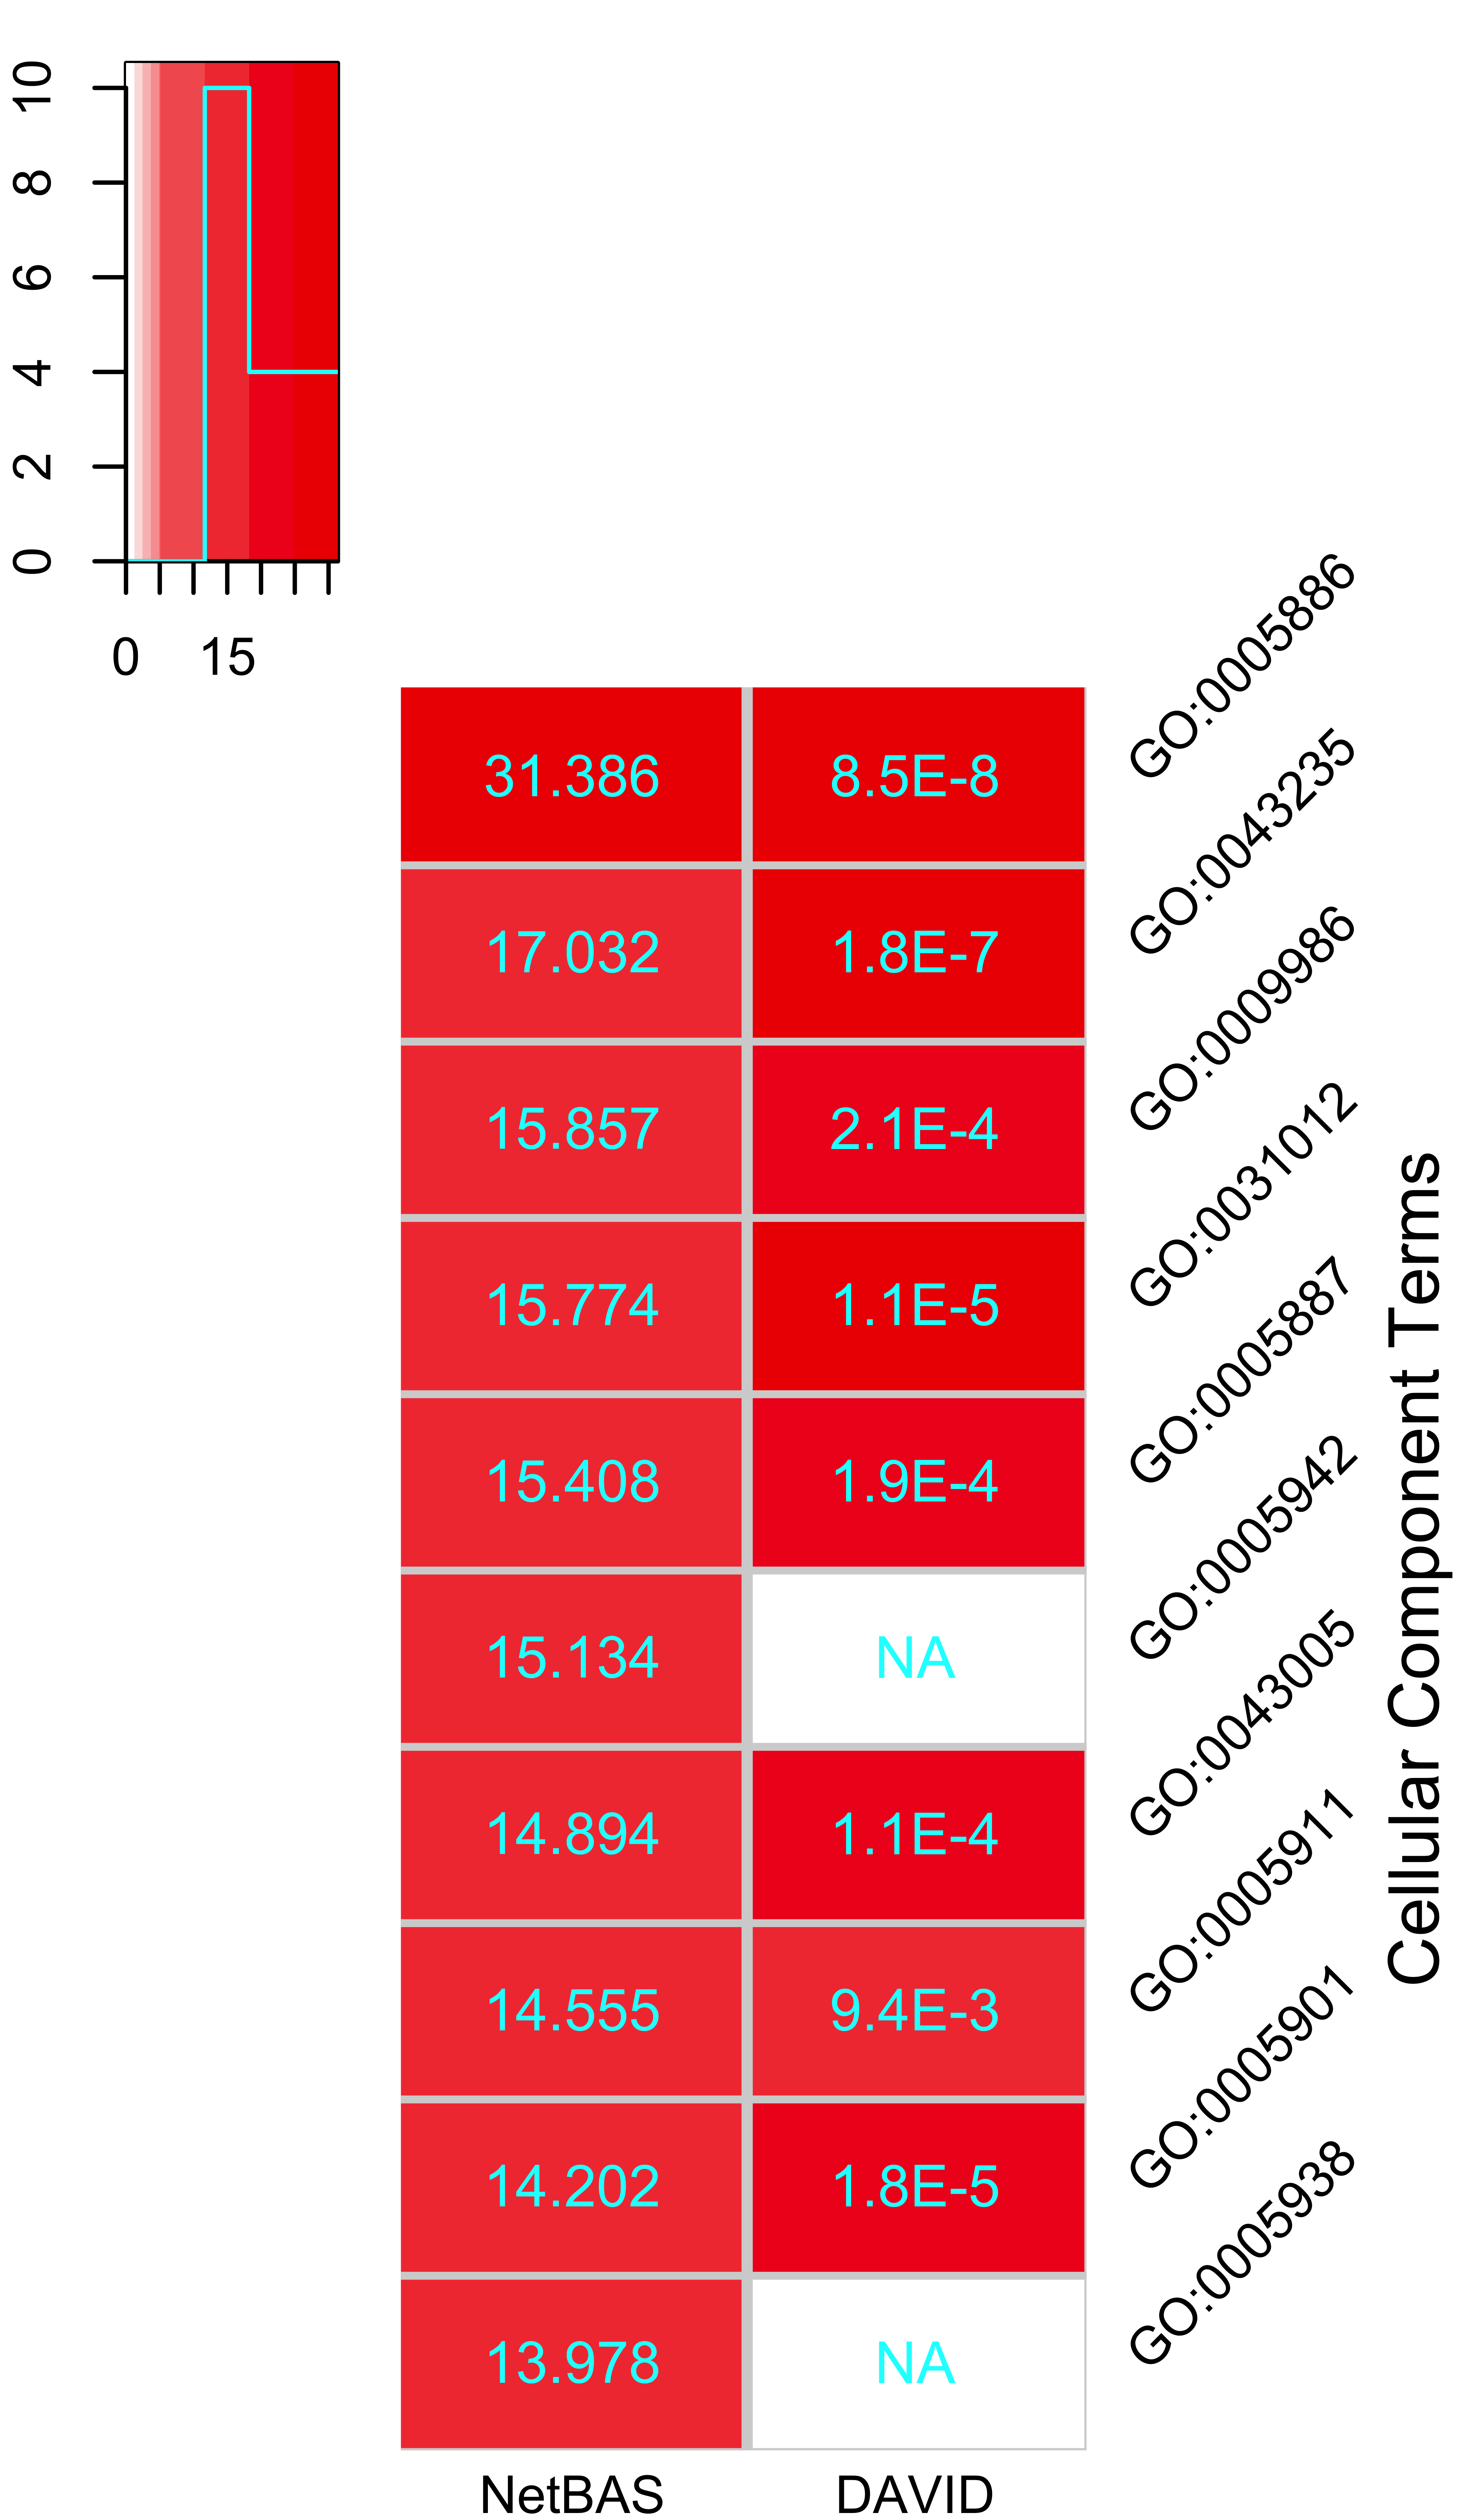 10
8
6
4
2
0
0 15
31.386 8.5E-8 GO:0005886
17.032 1.8E-7 GO:0043235
15.857 2.1E-4 GO:0009986
15.774 1.1E-5 GO:0031012
15.408 1.9E-4 GO:0005887
15.134 NA GO:0005942
14.894 1.1E-4 GO:0043005
14.555 9.4E-3 GO:0005911
14.202 1.8E-5 GO:0005901
13.978 NA GO:0005938
Cellular Component Terms
NetBAS DAVID